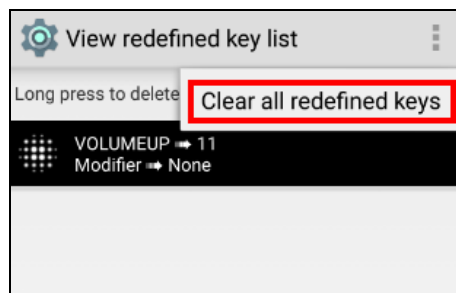 View redefined key list
Long press to delete
Clear all redefined keys
VOLUMEUP ➟ 11
Modifier ➟ None